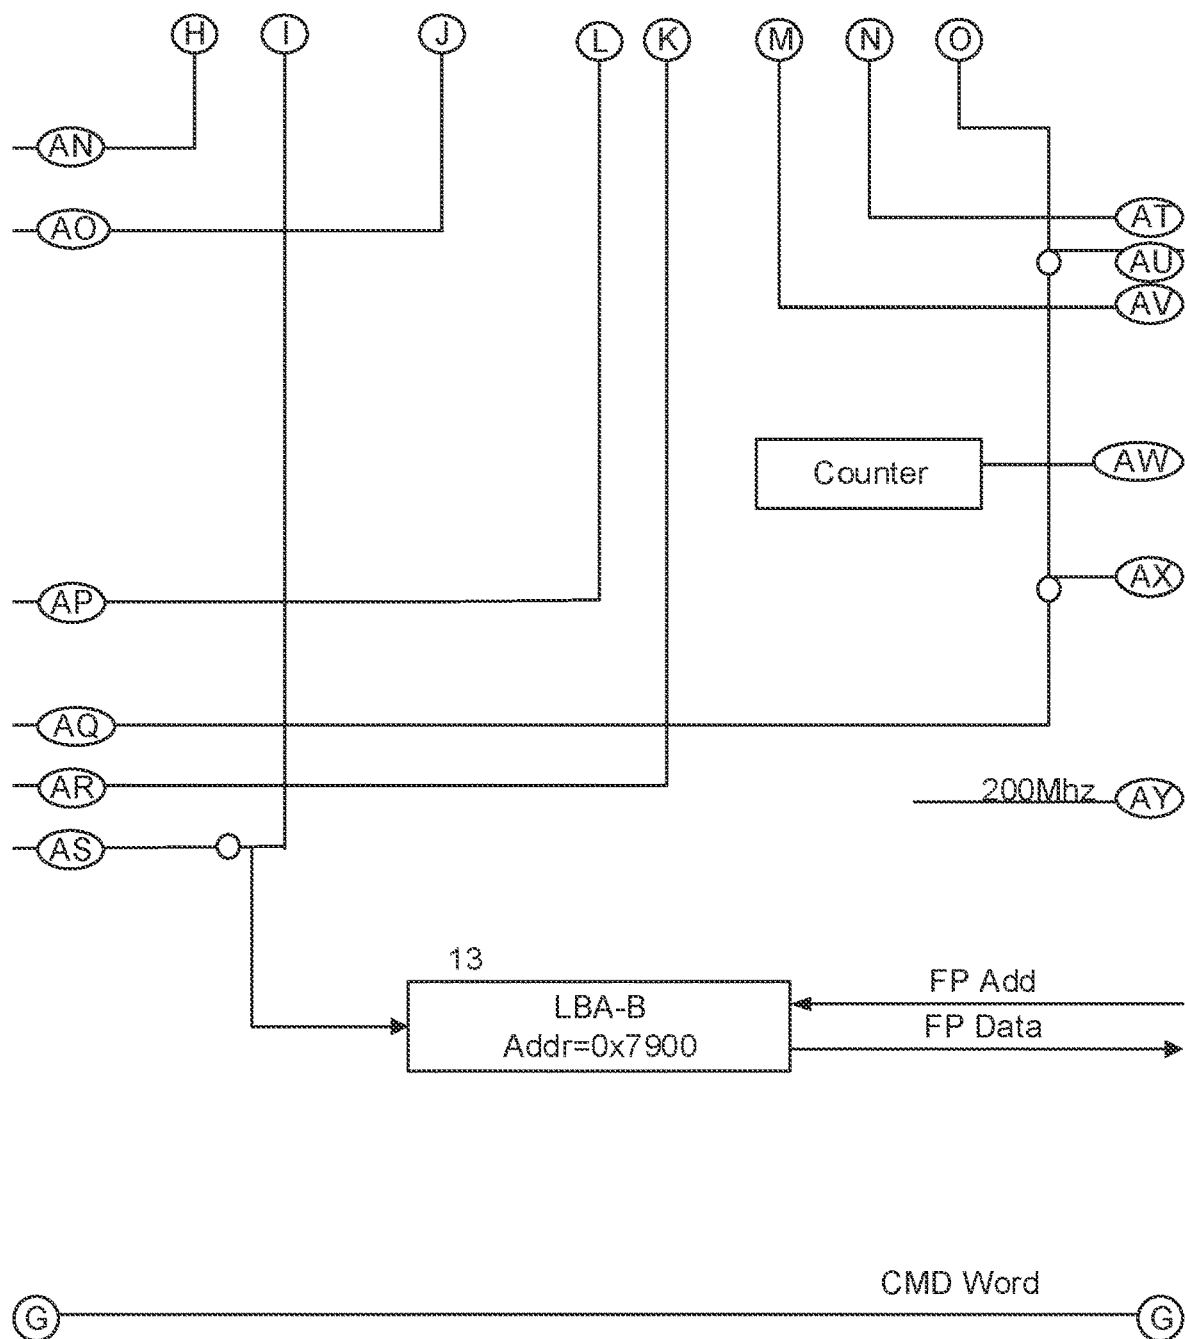 H I J L K M N O
AN
AO
AT
AU
AV
Counter
AW
AX
AP
AQ
AR
200Mhz AY
AS
13
LBA-B
Addr=0x7900
FP Add
FP Data
CMD Word
G G